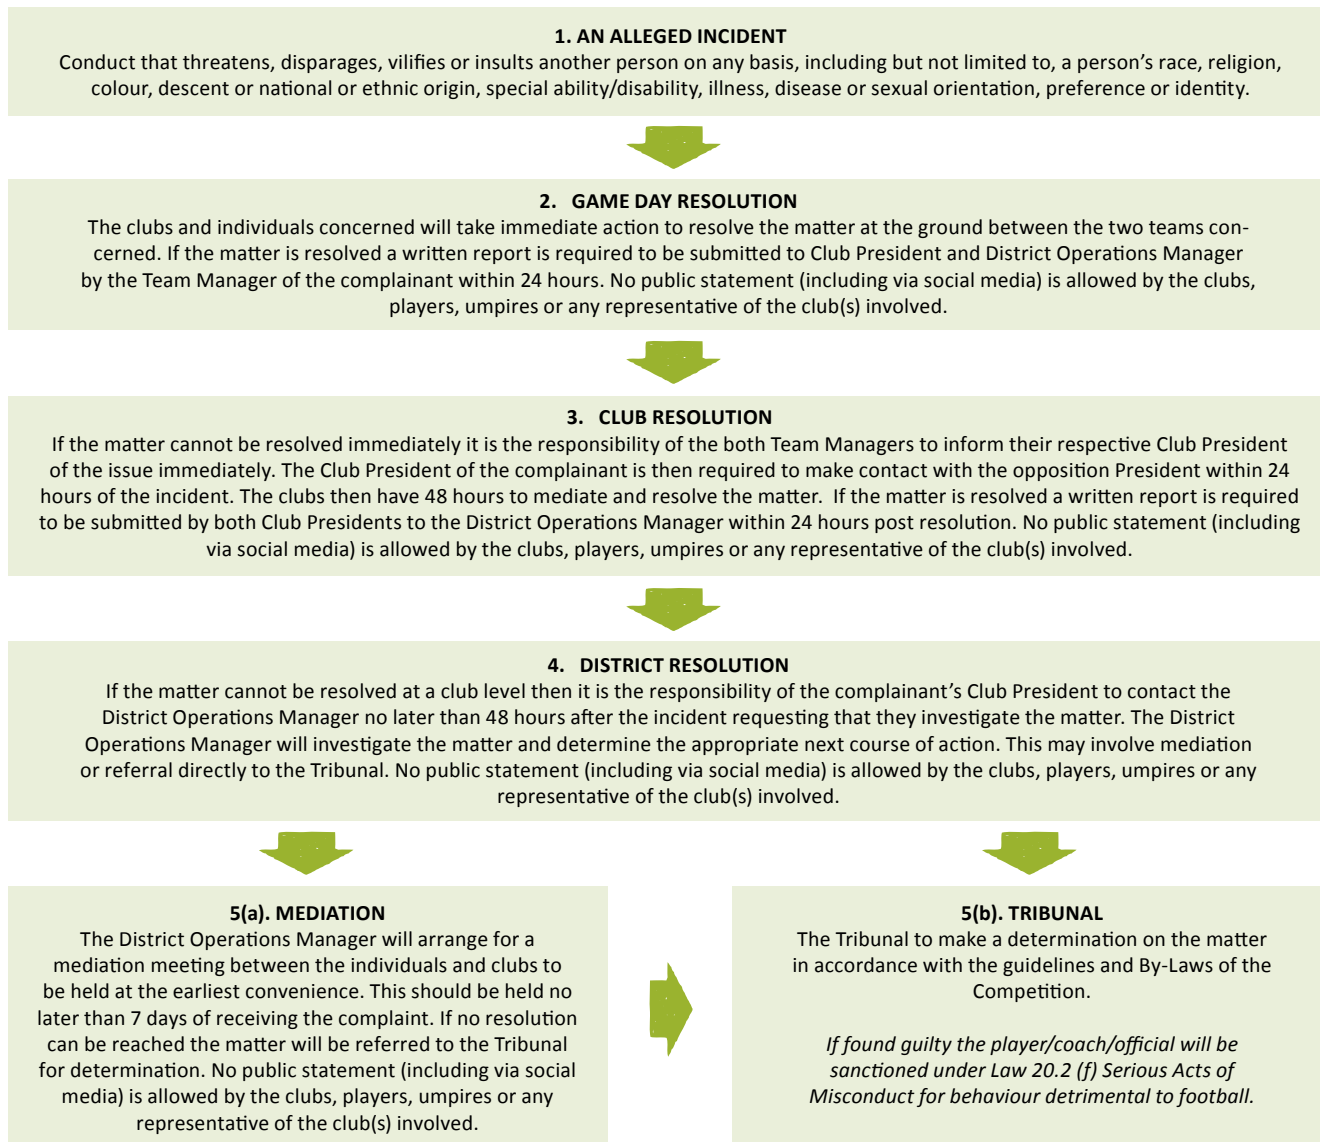 1. AN ALLEGED INCIDENT
Conduct that threatens, disparages, vilifies or insults another person on any basis, including but not limited to, a person’s race, religion,
colour, descent or national or ethnic origin, special ability/disability, illness, disease or sexual orientation, preference or identity.
2. GAME DAY RESOLUTION
The clubs and individuals concerned will take immediate action to resolve the matter at the ground between the two teams con-
cerned. If the matter is resolved a written report is required to be submitted to Club President and District Operations Manager
by the Team Manager of the complainant within 24 hours. No public statement (including via social media) is allowed by the clubs,
players, umpires or any representative of the club(s) involved.
3. CLUB RESOLUTION
If the matter cannot be resolved immediately it is the responsibility of the both Team Managers to inform their respective Club President
of the issue immediately. The Club President of the complainant is then required to make contact with the opposition President within 24
hours of the incident. The clubs then have 48 hours to mediate and resolve the matter. If the matter is resolved a written report is required
to be submitted by both Club Presidents to the District Operations Manager within 24 hours post resolution. No public statement (including
via social media) is allowed by the clubs, players, umpires or any representative of the club(s) involved.
4. DISTRICT RESOLUTION
If the matter cannot be resolved at a club level then it is the responsibility of the complainant’s Club President to contact the
District Operations Manager no later than 48 hours after the incident requesting that they investigate the matter. The District
Operations Manager will investigate the matter and determine the appropriate next course of action. This may involve mediation
or referral directly to the Tribunal. No public statement (including via social media) is allowed by the clubs, players, umpires or any
representative of the club(s) involved.
5(a). MEDIATION
The District Operations Manager will arrange for a
mediation meeting between the individuals and clubs to
be held at the earliest convenience. This should be held no
later than 7 days of receiving the complaint. If no resolution
can be reached the matter will be referred to the Tribunal
for determination. No public statement (including via social
media) is allowed by the clubs, players, umpires or any
representative of the club(s) involved.
5(b). TRIBUNAL
The Tribunal to make a determination on the matter
in accordance with the guidelines and By-Laws of the
Competition.
If found guilty the player/coach/official will be
sanctioned under Law 20.2 (f) Serious Acts of
Misconduct for behaviour detrimental to football.